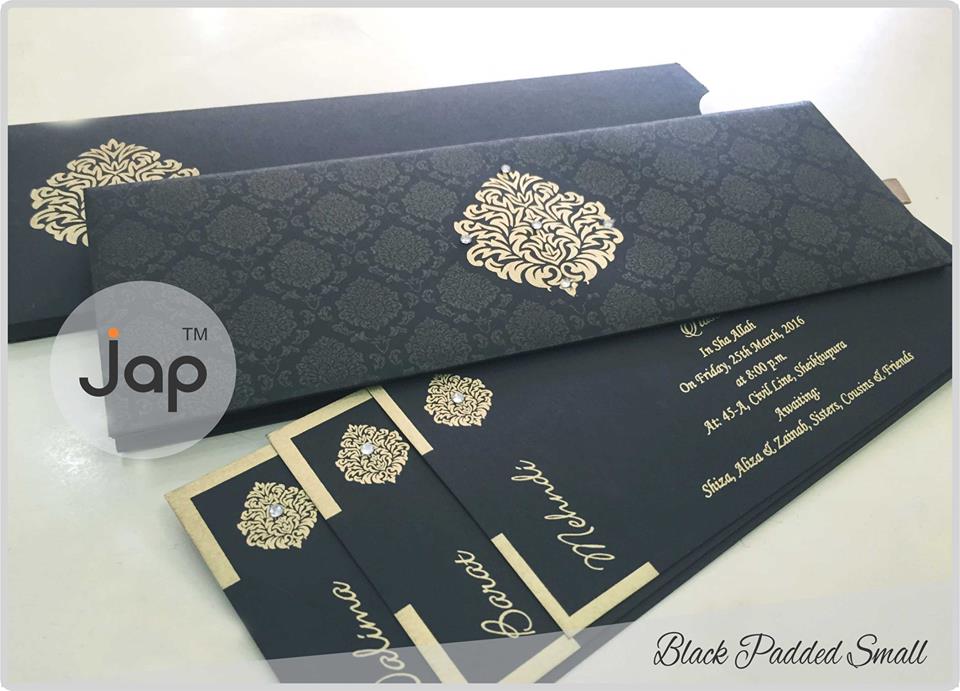 jap TM
In Sha Allah
On Friday, 25th March, 2016
at 8:00 p.m.
At: 45-A, Civil Line, Sheikhupura
Awaiting:
Shiza, Aliza & Zainab, Sisters, Cousins & Friends
Mehndi
Barat
Black Padded Small